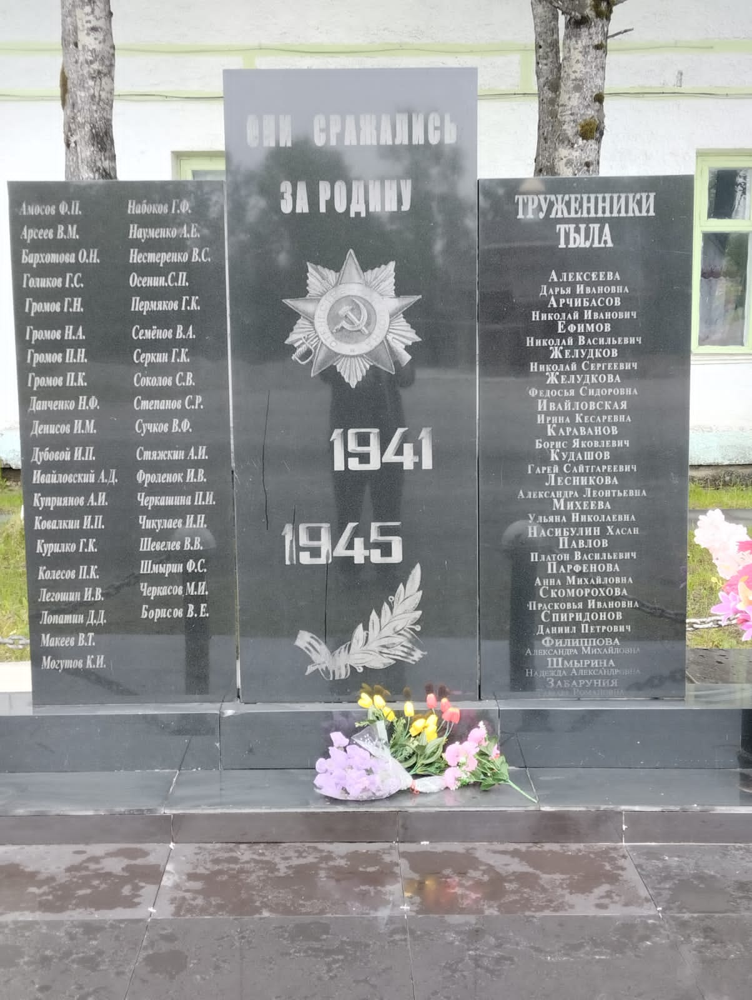 Амосов Ф.П.
Арсеев В.М.
Бархотова О.Н.
Голиков Г.С.
Громов Г.Н.
Громов Н.А.
Громов П.Н.
Громов П.К.
Данченко Н.Ф.
Денисов И.М.
Дубовой И.П.
Ивайловский А.Д.
Куприянов А.И.
Ковалкин И.П.
Курилко Г.К.
Колесов П.К.
Легошин И.В.
Лопатин Д.Д.
Макеев В.Т.
Могутов К.И.
Набоков Г.Ф.
Науменко А.Е.
Нестеренко В.С.
Осенин.С.П.
Пермяков Г.К.
Семёнов В.А.
Серкин Г.К.
Соколов С.В.
Степанов С.Р.
Сучков В.Ф.
Стяжкин А.И.
Фроленок И.В.
Черкашина П.И.
Чикулаев И.Н.
Шевелев В.В.
Шмырин Ф.С.
Черкасов М.И.
Борисов В.Е.
ОНИ СРАЖАЛИСЬ
ЗА РОДИНУ
1941
1945
ТРУЖЕННИКИ
ТЫЛА
АЛЕКСЕЕВА
ДАРЬЯ ИВАНОВНА
АРЧИБАСОВ
НИКОЛАЙ ИВАНОВИЧ
ЕФИМОВ
НИКОЛАЙ ВАСИЛЬЕВИЧ
ЖЕЛУДКОВ
НИКОЛАЙ СЕРГЕЕВИЧ
ЖЕЛУДКОВА
ФЕДОСЬЯ СИДОРОВНА
ИВАЙЛОВСКАЯ
ИРИНА КЕСАРЕВНА
КАРАВАНОВ
БОРИС ЯКОВЛЕВИЧ
КУДАШОВ
ГАРЕЙ САЙТГАРЕЕВИЧ
ЛЕСНИКОВА
АЛЕКСАНДРА ЛЕОНТЬЕВНА
МИХЕЕВА
УЛЬЯНА НИКОЛАЕВНА
НАСИБУЛИН ХАСАН
ПАВЛОВ
ПЛАТОН ВАСИЛЬЕВИЧ
ПАРФЕНОВА
АННА МИХАЙЛОВНА
СКОМОРОХОВА
ПРАСКОВЬЯ ИВАНОВНА
СПИРИДОНОВ
ДАНИИЛ ПЕТРОВИЧ
ФИЛИППОВА
АЛЕКСАНДРА МИХАЙЛОВНА
ШМЫРИНА
НАДЕЖДА АЛЕКСАНДРОВНА
ЗАБАРУНИЯ
РОМАНОВНА